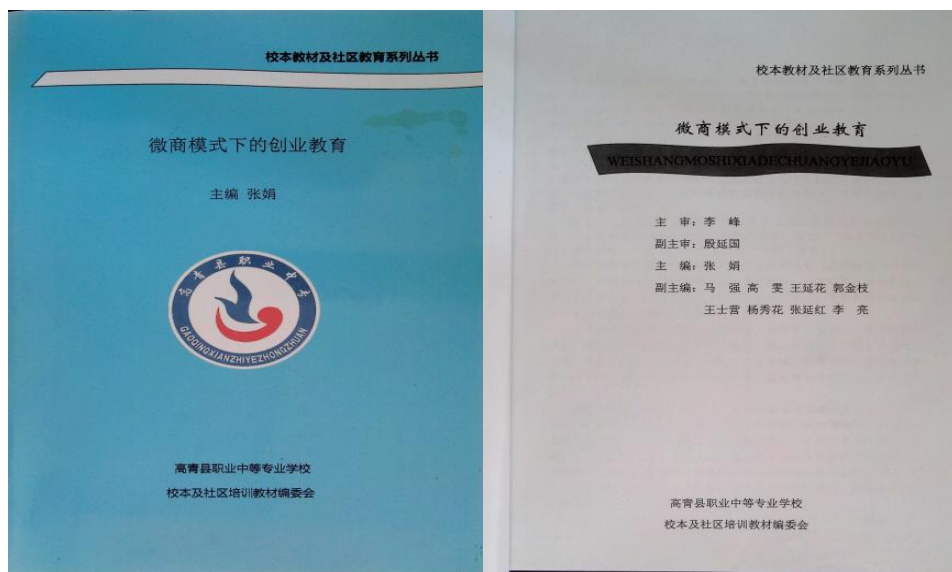 校本教材及社区教育系列丛书
微商模式下的创业教育
主编 张娟
高青县职业中专
GAOQINGXIANZHIYEZHONGZHUAN
高青县职业中等专业学校
校本及社区培训教材编委会
校本教材及社区教育系列丛书
微商模式下的创业教育
WEISHANGMOSHIXIADECHUANGYEJIAOYU
主 审：李 峰
副主审：殷延国
主 编：张 娟
副主编：马 强 高 雯 王延花 郭金枝
王士营 杨秀花 张延红 李 亮
高青县职业中等专业学校
校本及社区培训教材编委会